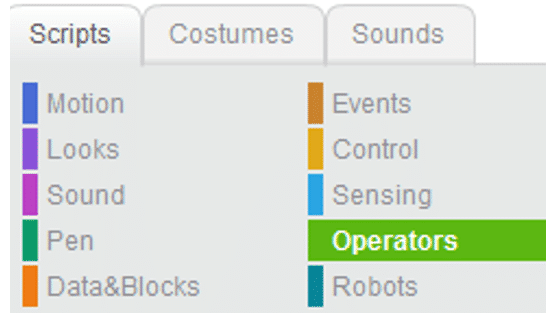 Scripts Costumes Sounds
Motion Events
Looks Control
Sound Sensing
Pen Operators
Data&Blocks Robots